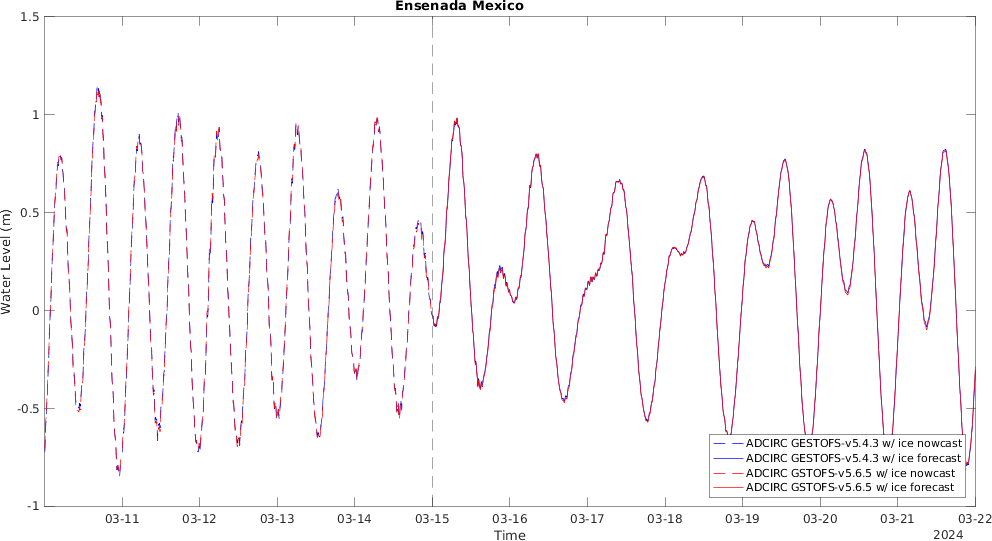 Ensenada Mexico
Water Level (m)
1.5
1
0.5
0
-0.5
-1
03-11 03-12 03-13 03-14 03-15 03-16 03-17 03-18 03-19 03-20 03-21 03-22
Time
2024
ADCIRC GESTOFS-v5.4.3 w/ ice nowcast
ADCIRC GESTOFS-v5.4.3 w/ ice forecast
ADCIRC GSTOFS-v5.6.5 w/ ice nowcast
ADCIRC GSTOFS-v5.6.5 w/ ice forecast